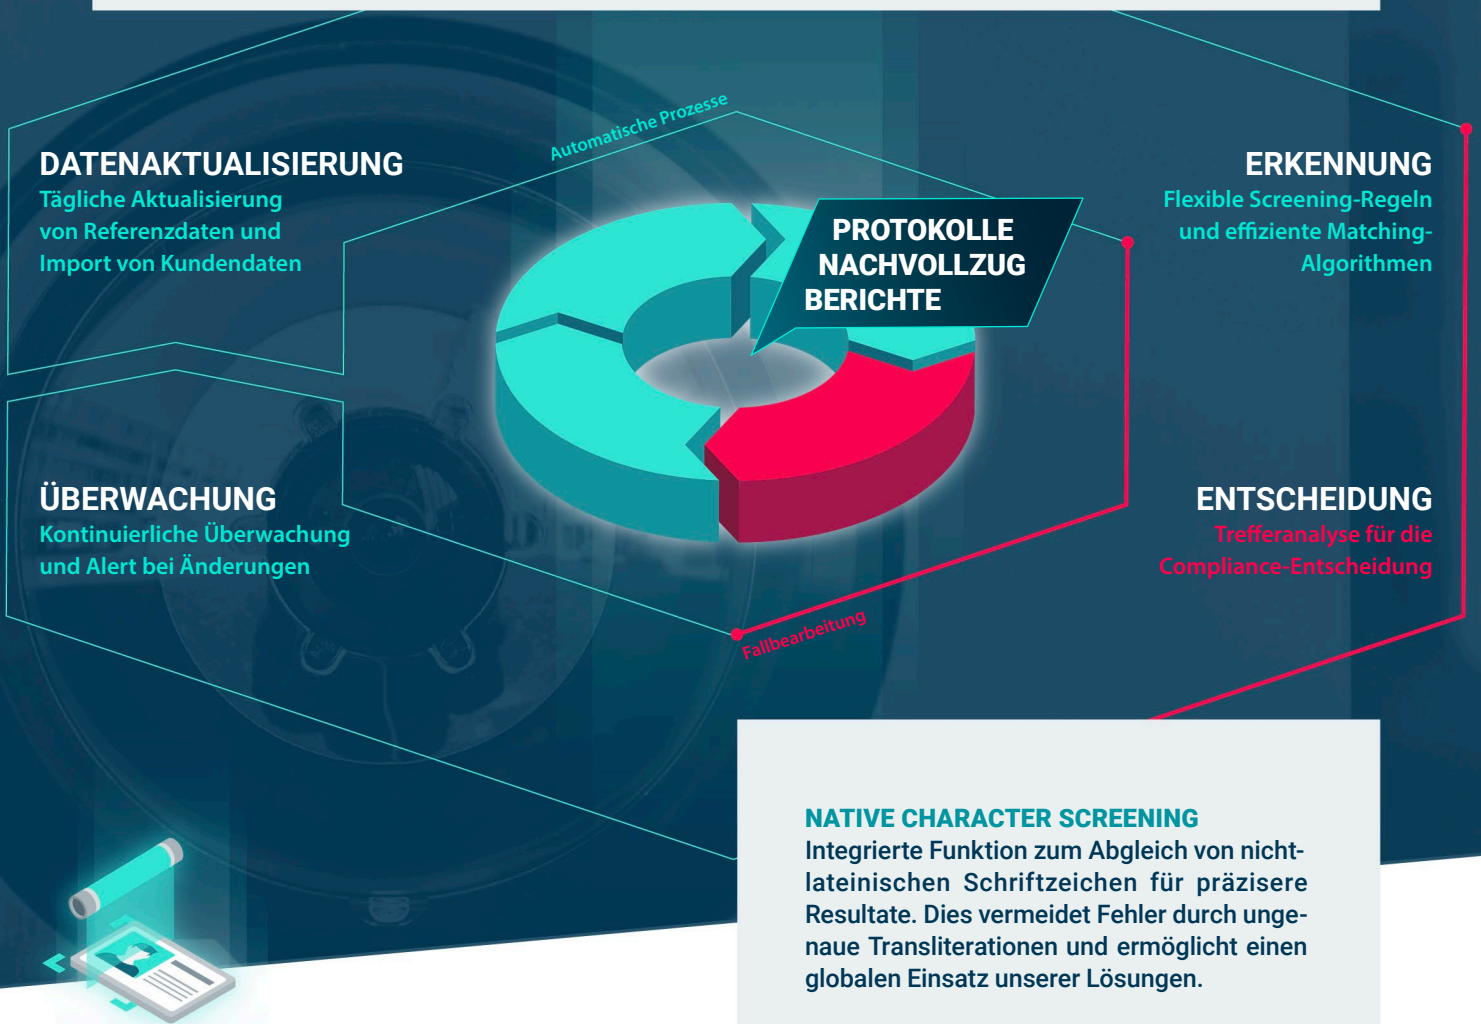 Automatische Prozesse
DATENAKTUALISIERUNG
Tägliche Aktualisierung
von Referenzdaten und
Import von Kundendaten
ERKENNUNG
Flexible Screening-Regeln
und effiziente Matching-
Algorithmen
PROTOKOLLE
NACHVOLLZUG
BERICHTE
ÜBERWACHUNG
Kontinuierliche Überwachung
und Alert bei Änderungen
ENTSCHEIDUNG
Trefferanalyse für die
Compliance-Entscheidung
Fallbearbeitung
NATIVE CHARACTER SCREENING
Integrierte Funktion zum Abgleich von nicht-
lateinischen Schriftzeichen für präzisere
Resultate. Dies vermeidet Fehler durch unge-
naue Transliterationen und ermöglicht einen
globalen Einsatz unserer Lösungen.